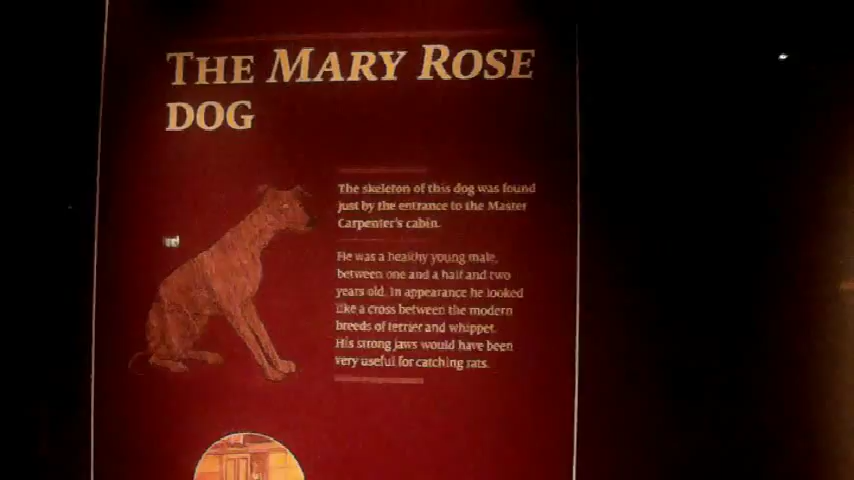 THE MARY ROSE
DOG
The skeleton of this dog was found
just by the entrance to the Master
Carpenter's cabin.
He was a healthy young male,
between one and a half and two
years old. In appearance he looked
like a cross between the modern
breeds of terrier and whippet.
His strong jaws would have been
very useful for catching rats.